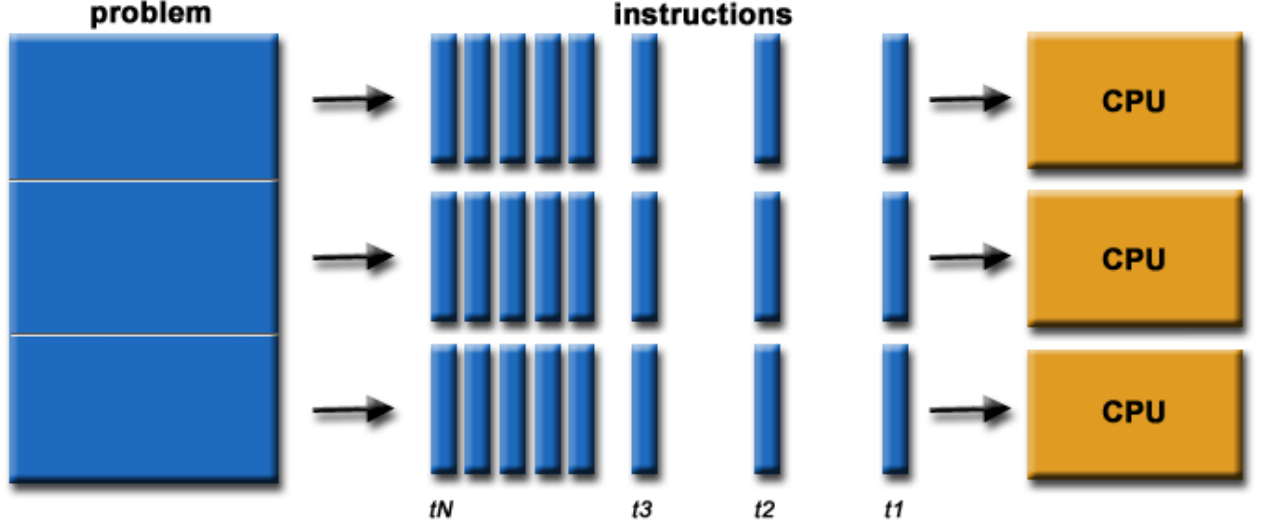 problem
instructions
CPU
CPU
CPU
tN
t3
t2
t1